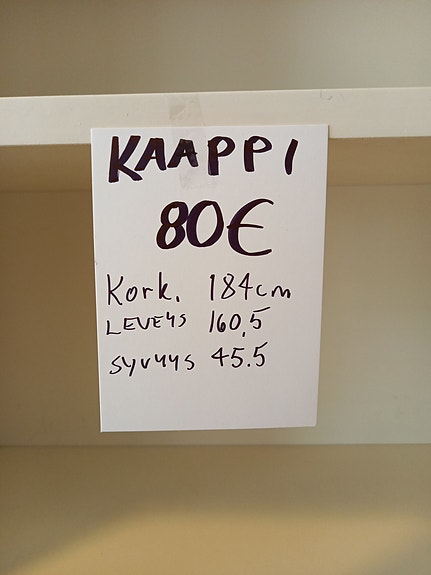 KAAPPI
80€
Kork. 184cm
LEVEYS 160,5
syvyys 45.5